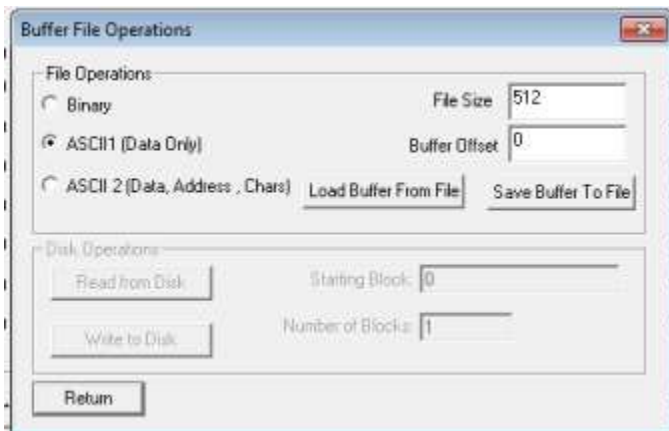 Buffer File Operations
File Operations
Binary
File Size 512
ASCII1 (Data Only)
Buffer Offset 0
ASCII 2 (Data, Address , Chars)
Load Buffer From File
Save Buffer To File
Disk Operations
Read from Disk
Starting Block: 0
Write to Disk
Number of Blocks: 1
Return